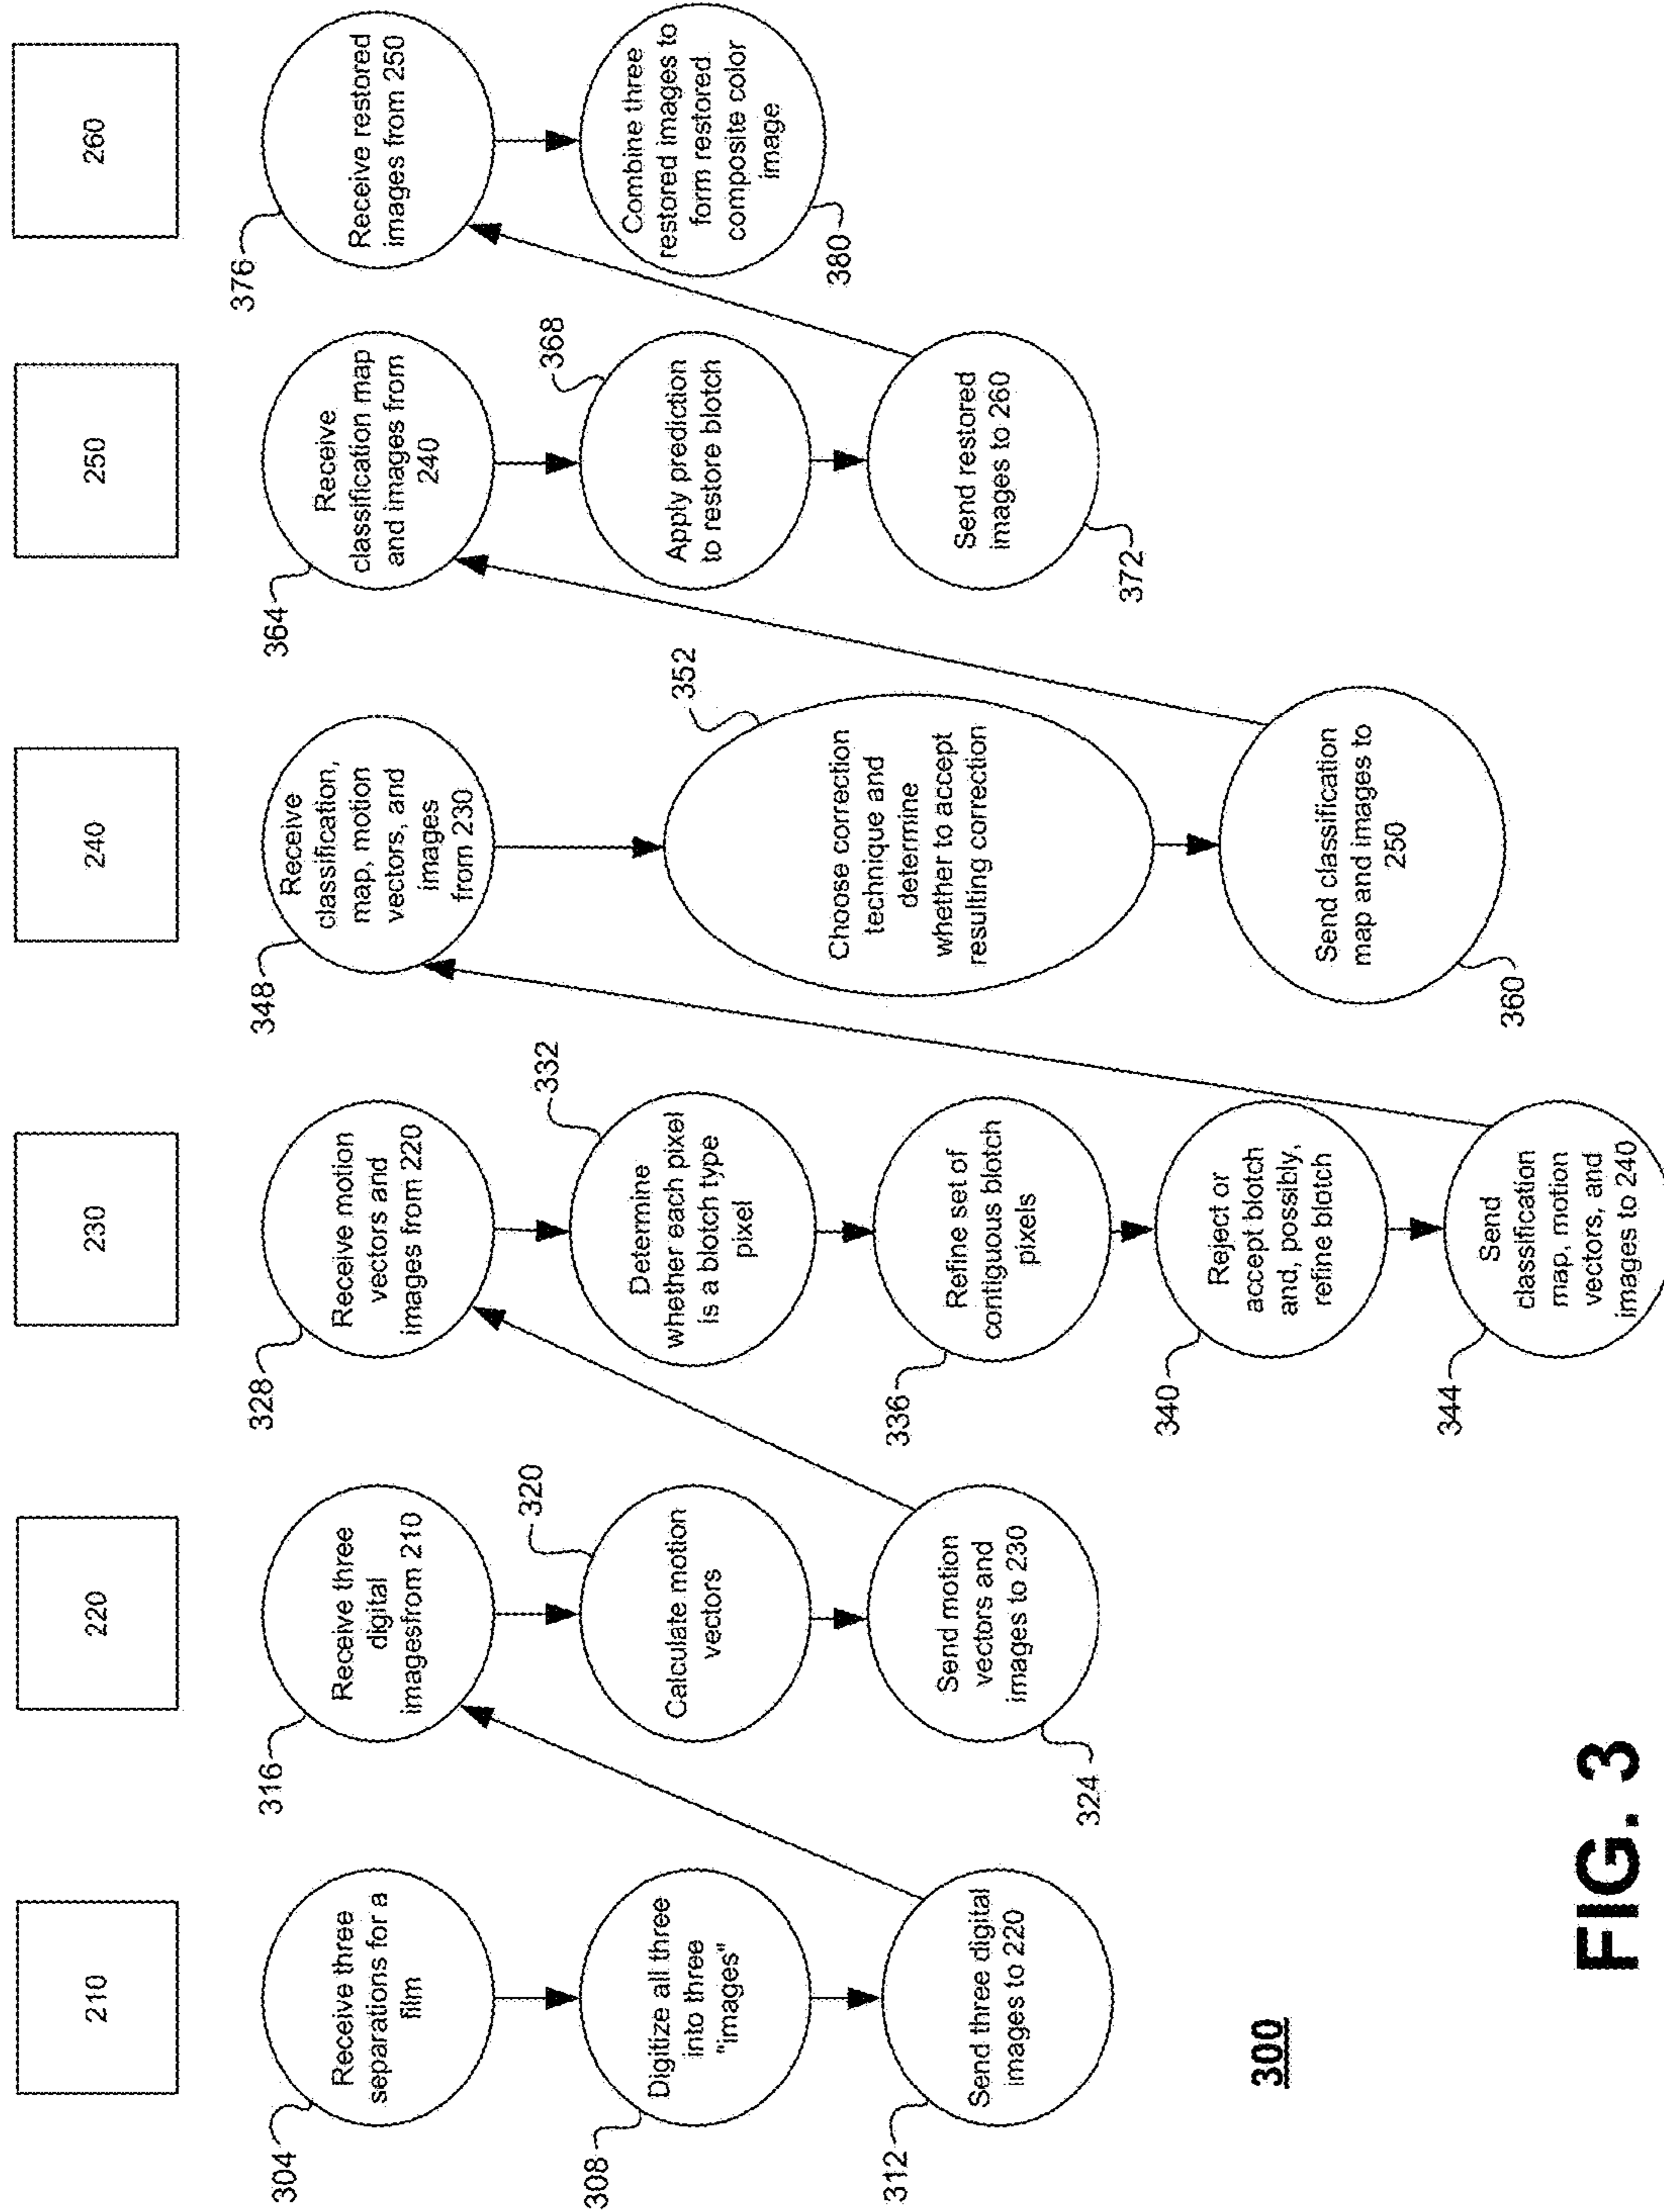 210
220
230
240
250
260
304
Receive three
separations for a
film
308
Digitize all three
into three
"images"
312
Send three digital
images to 220
316
Receive three
digital
imagesfrom 210
320
Calculate motion
vectors
324
Send motion
vectors and
images to 230
328
Receive motion
vectors and
images from 220
332
Determine
whether each pixel
is a blotch type
pixel
336
Refine set of
contiguous blotch
pixels
340
Reject or
accept blotch
and, possibly,
refine blotch
344
Send
classification
map, motion
vectors, and
images to 240
348
Receive
classification,
map, motion
vectors, and
images
from 230
352
Choose correction
technique and
determine
whether to accept
resulting correction
360
Send classification
map and images to
250
364
Receive
classification map
and images from
240
368
Apply prediction
to restore blotch
372
Send restored
images to 260
376
Receive restored
images from 250
380
Combine three
restored images to
form restored
composite color
image
300
FIG. 3